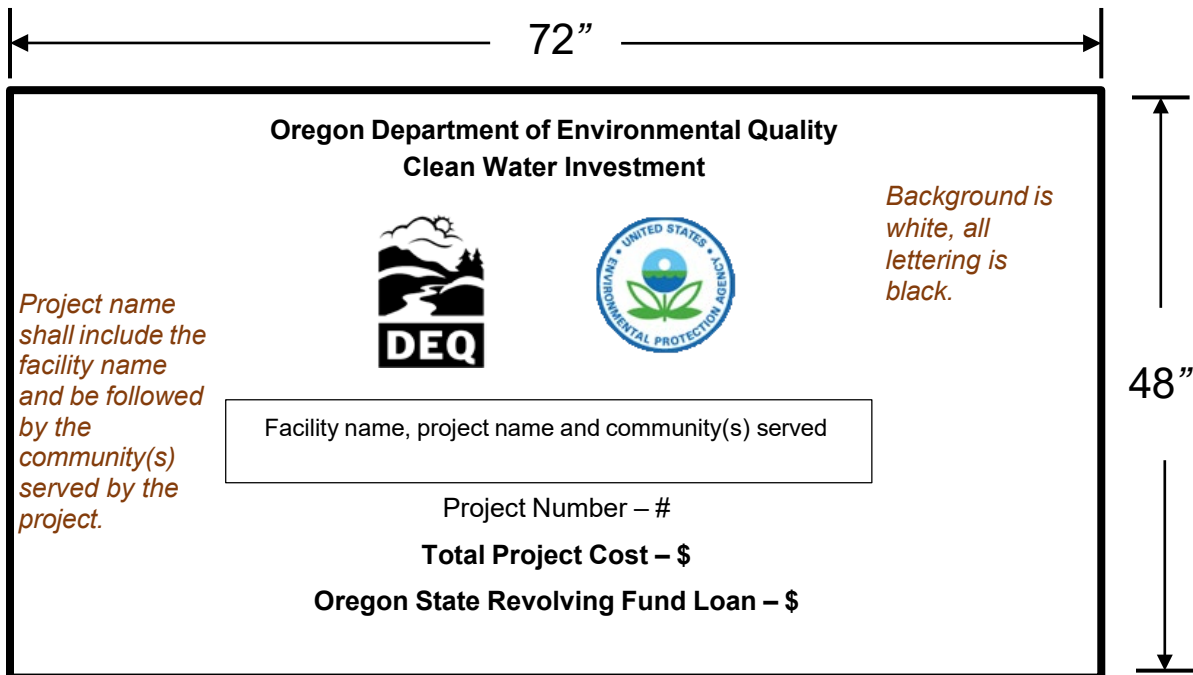 72”
Oregon Department of Environmental Quality
Clean Water Investment
Background is
white, all
lettering is
black.
UNITED STATES
ENVIRONMENTAL PROTECTION AGENCY
DEQ
Project name
shall include the
facility name
and be followed
by the
community(s)
served by the
project.
48”
Facility name, project name and community(s) served
Project Number – #
Total Project Cost – $
Oregon State Revolving Fund Loan – $